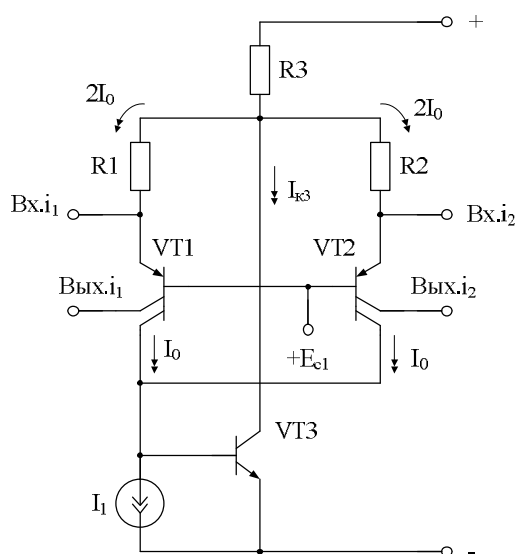 +
R3
2I₀
2I₀
R1
R2
Iк3
Вх.i₁
Вх.i₂
VT1
VT2
Вых.i₁
Вых.i₂
I₀
+Ec1
I₀
VT3
I₁
-